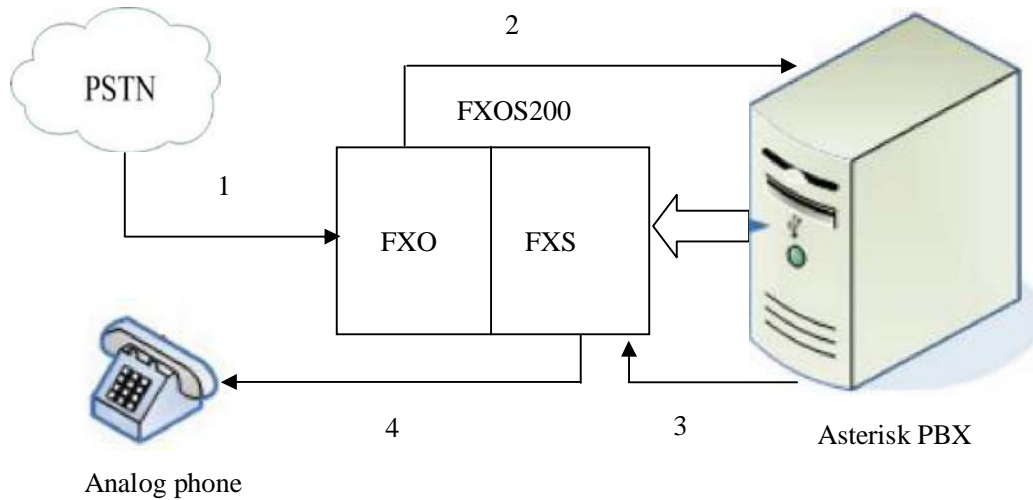 2
PSTN
FXOS200
1
FXO
FXS
4
3
Asterisk PBX
Analog phone